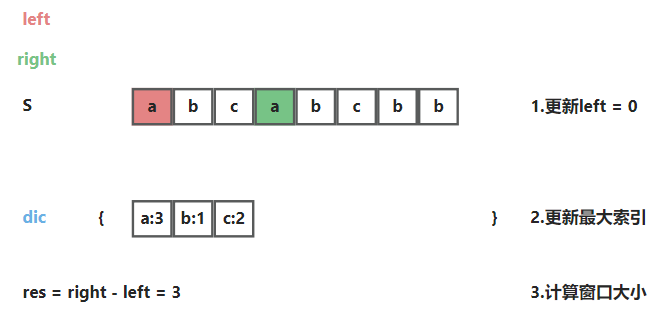 left
right
S a b c a b c b b 1.更新left = 0
dic { a:3 b:1 c:2 } 2.更新最大索引
res = right - left = 3 3.计算窗口大小